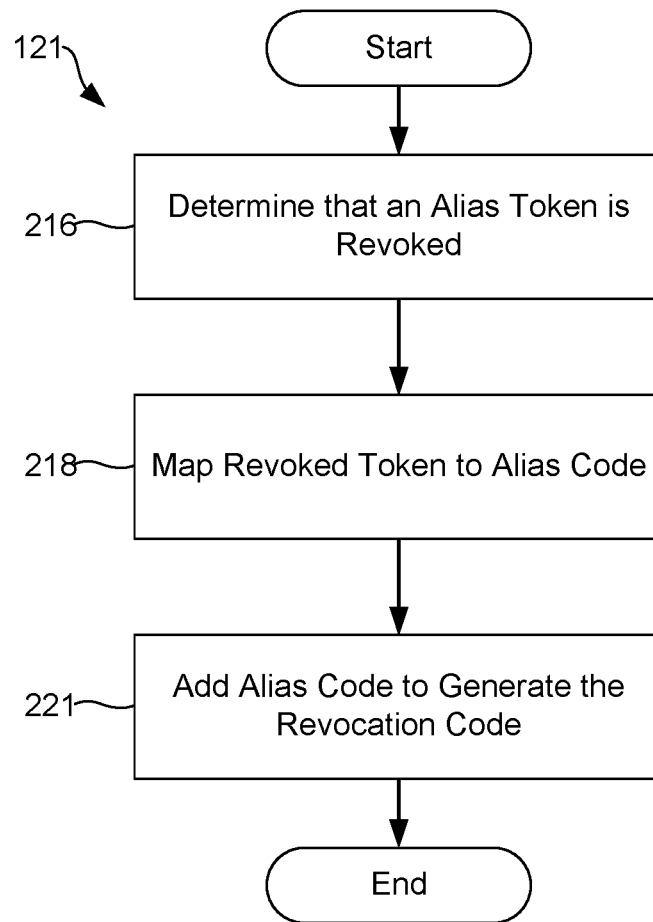 121
Start
216
Determine that an Alias Token is
Revoked
218
Map Revoked Token to Alias Code
221
Add Alias Code to Generate the
Revocation Code
End